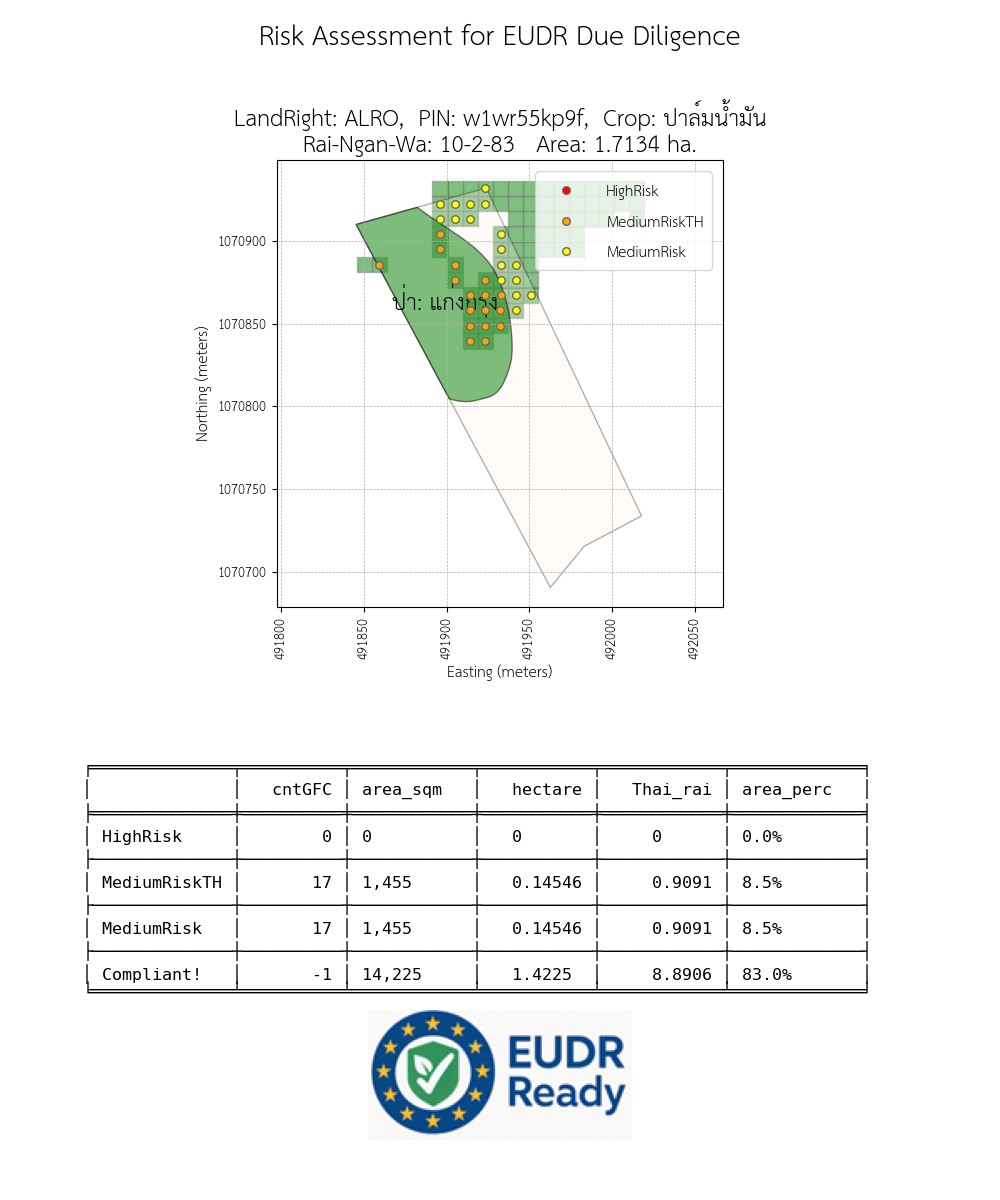 Risk Assessment for EUDR Due Diligence
LandRight: ALRO, PIN: w1wr55kp9f, Crop: ปาล์มน้ำมัน
Rai-Ngan-Wa: 10-2-83 Area: 1.7134 ha.
HighRisk
MediumRiskTH
MediumRisk
ป่า: แก่งกรุง
1070900
1070850
1070800
1070750
1070700
Northing (meters)
491800 491850 491900 491950 492000 492050
Easting (meters)
cntGFC area_sqm hectare Thai_rai area_perc
HighRisk 0 0 0 0 0.0%
MediumRiskTH 17 1,455 0.14546 0.9091 8.5%
MediumRisk 17 1,455 0.14546 0.9091 8.5%
Compliant! -1 14,225 1.4225 8.8906 83.0%
EUDR
Ready